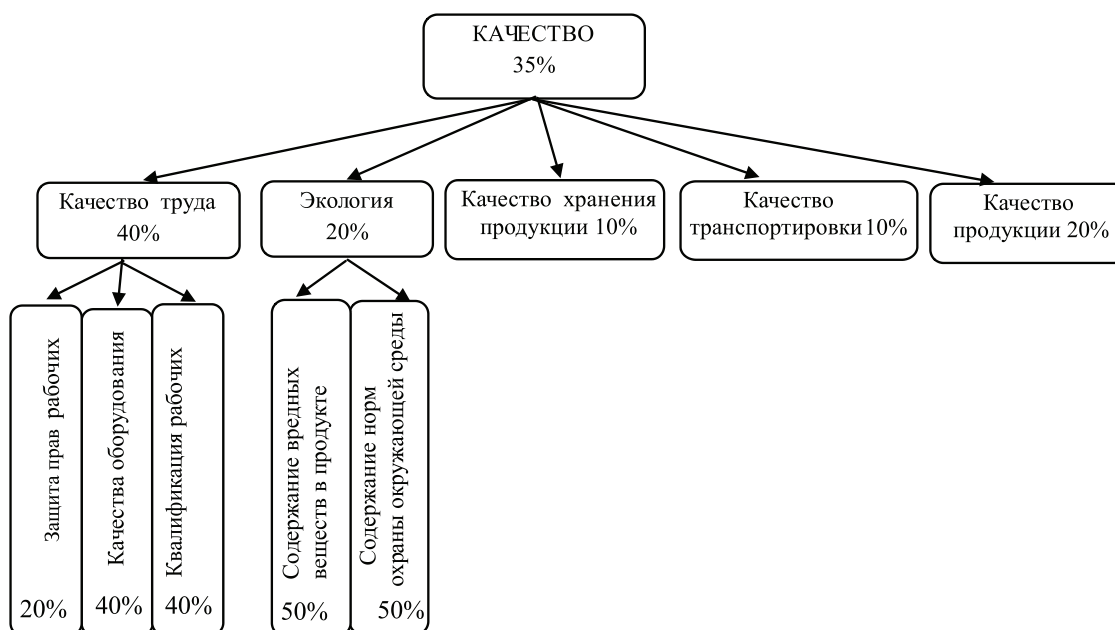 КАЧЕСТВО
35%
Качество труда
40%
Экология
20%
Качество хранения
продукции 10%
Качество
транспортировки 10%
Качество
продукции 20%
Защита прав рабочих
20%
Качества оборудования
40%
Квалификация рабочих
40%
Содержание вредных
веществ в продукте
50%
Содержание норм
охраны окружающей среды
50%